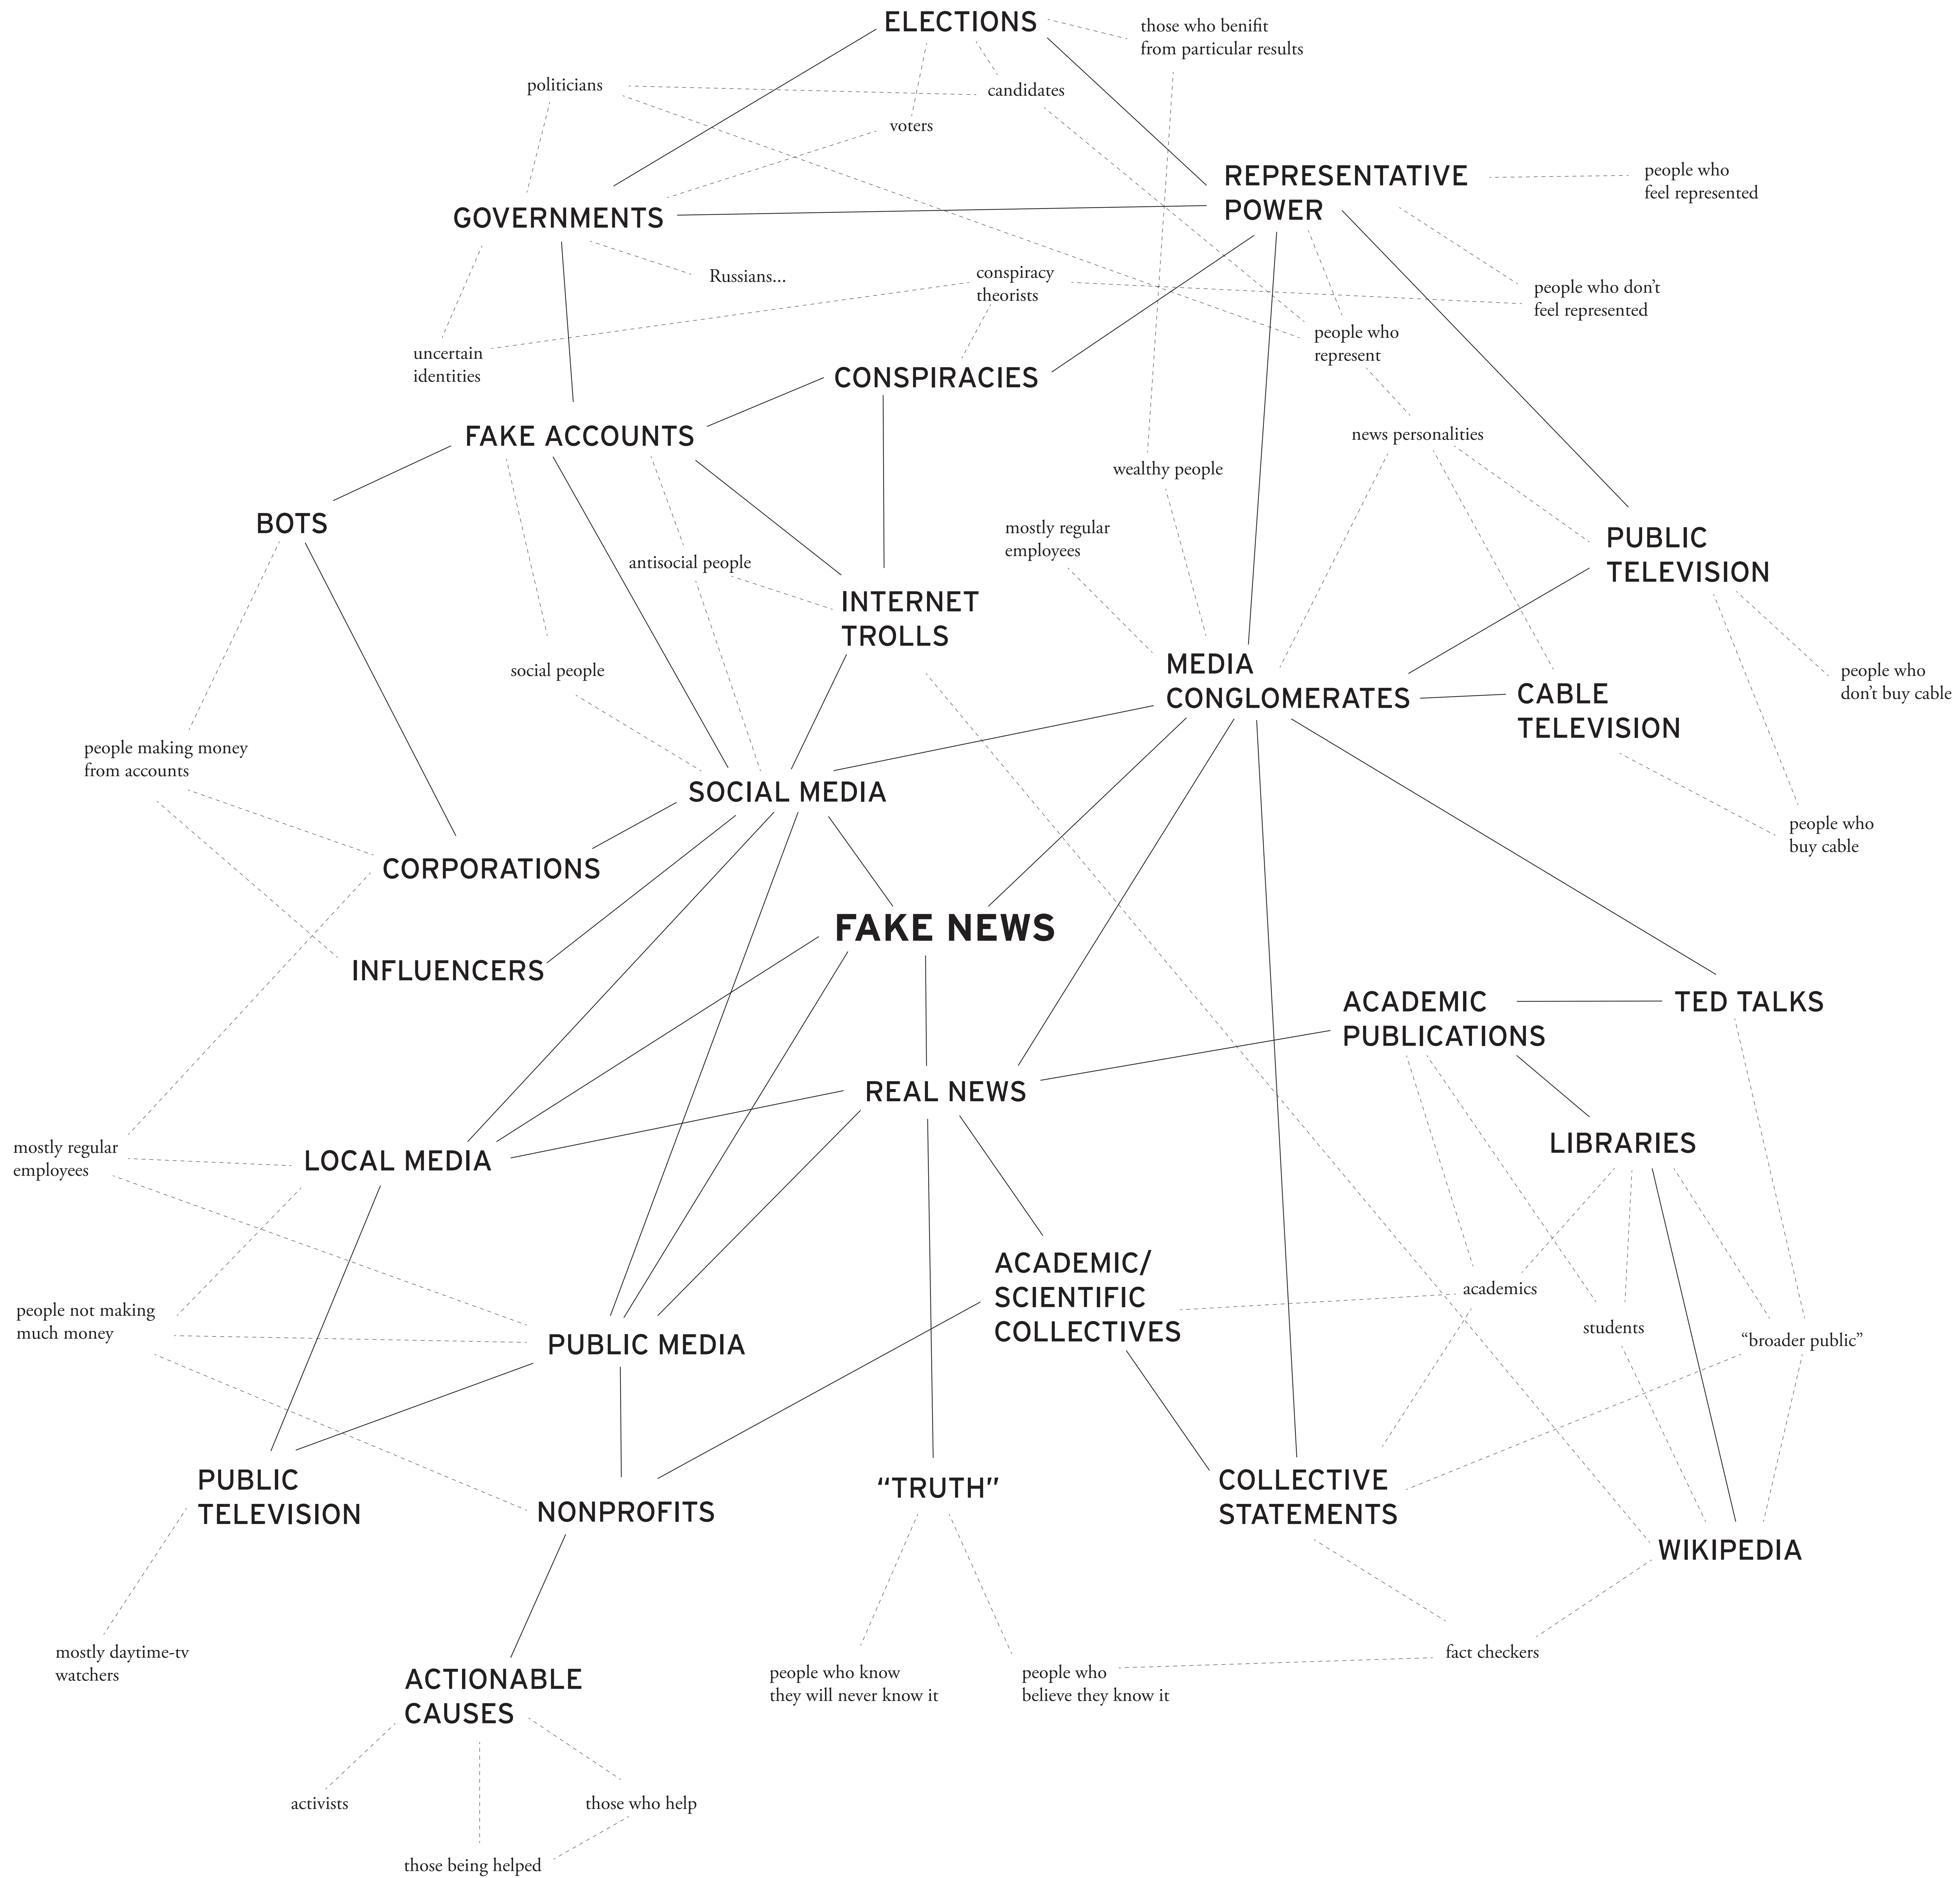 ELECTIONS
those who benifit
from particular results
politicians
candidates
voters
REPRESENTATIVE
POWER
people who
feel represented
GOVERNMENTS
Russians...
conspiracy
theorists
people who don't
feel represented
people who
represent
uncertain
identities
CONSPIRACIES
FAKE ACCOUNTS
news personalities
wealthy people
BOTS
mostly regular
employees
PUBLIC
TELEVISION
antisocial people
INTERNET
TROLLS
social people
MEDIA
CONGLOMERATES
CABLE
TELEVISION
people who
don't buy cable
people making money
from accounts
SOCIAL MEDIA
people who
buy cable
CORPORATIONS
FAKE NEWS
INFLUENCERS
ACADEMIC
PUBLICATIONS
TED TALKS
REAL NEWS
LIBRARIES
mostly regular
employees
LOCAL MEDIA
ACADEMIC/
SCIENTIFIC
COLLECTIVES
academics
people not making
much money
students
“broader public”
PUBLIC MEDIA
PUBLIC
TELEVISION
NONPROFITS
“TRUTH”
COLLECTIVE
STATEMENTS
WIKIPEDIA
mostly daytime-tv
watchers
people who know
they will never know it
people who
believe they know it
fact checkers
ACTIONABLE
CAUSES
activists
those who help
those being helped